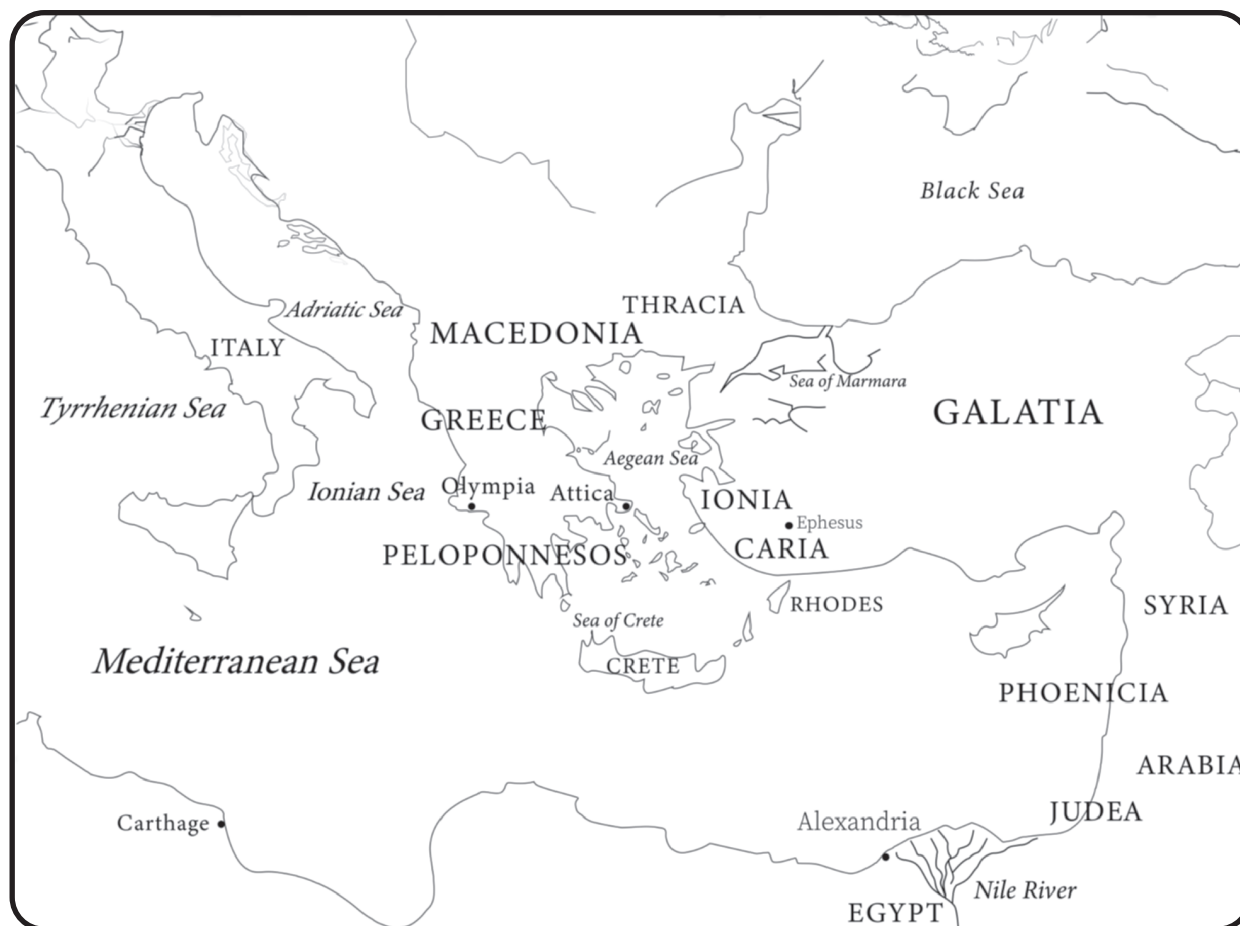 Black Sea
THRACIA
Adriatic Sea
MACEDONIA
ITALY
Sea of Marmara
Tyrrhenian Sea
GREECE
GALATIA
Aegean Sea
Ionian Sea
Olympia
Attica
IONIA
Ephesus
PELOPONNESOS
CARIA
RHODES
SYRIA
Sea of Crete
Mediterranean Sea
CRETE
PHOENICIA
ARABIA
JUDEA
Carthage
Alexandria
Nile River
EGYPT